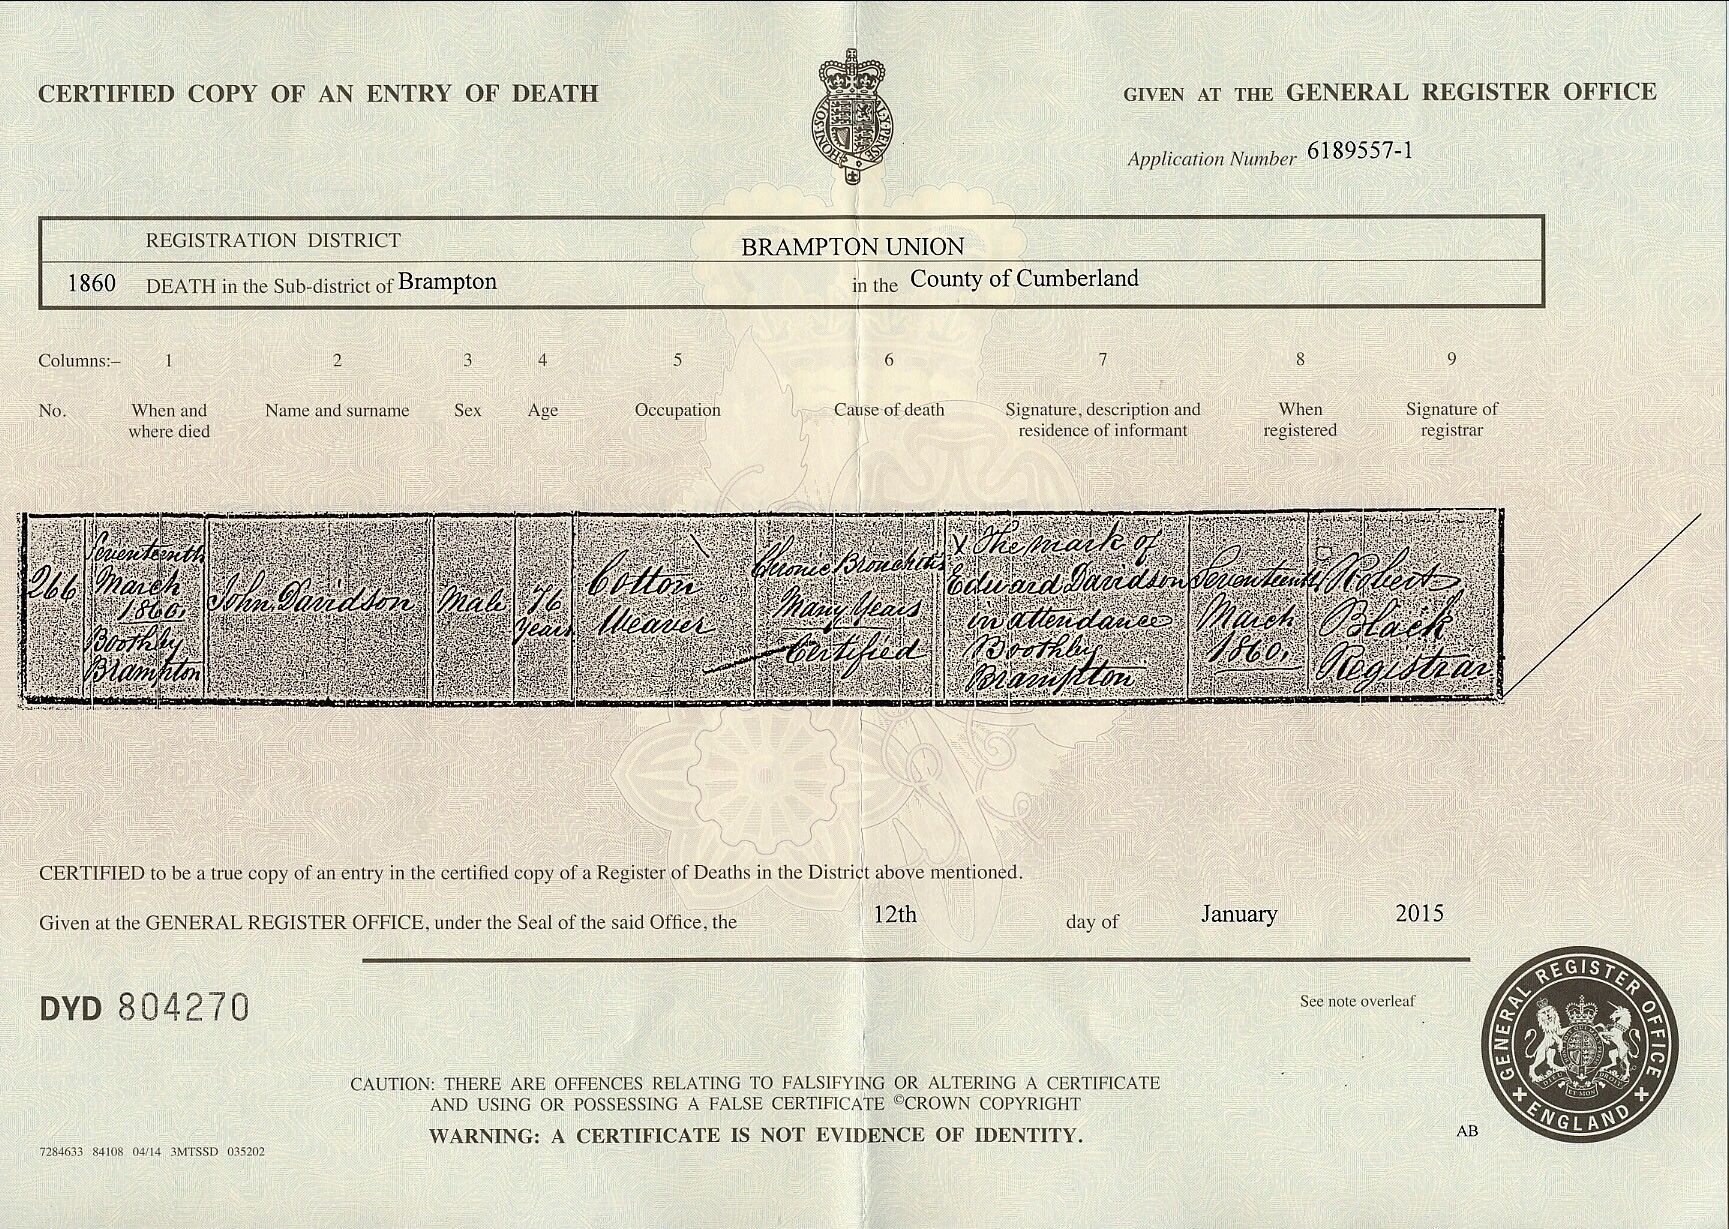 CERTIFIED COPY OF AN ENTRY OF DEATH
GIVEN AT THE GENERAL REGISTER OFFICE
HONI SOIT
Application Number 6189557-1
REGISTRATION DISTRICT BRAMPTON UNION
1860 DEATH in the Sub-district of Brampton in the County of Cumberland
Columns:– 1 2 3 4 5 6 7 8 9
No.
When and
where died
Name and surname
Sex
Age
Occupation
Cause of death
Signature, description and
residence of informant
When
registered
Signature of
registrar
266
Seventeenth
March
1860.
Boothby
Brampton
John Davidson
Male
76
Years
Cotton
Weaver
Chronic Bronchitis
Many Years
Certified
X The mark of
Edward Davidson
in attendance
Boothby
Brampton
Seventeenth
March
1860.
Robert
Black
Registrar
CERTIFIED to be a true copy of an entry in the certified copy of a Register of Deaths in the District above mentioned.
Given at the GENERAL REGISTER OFFICE, under the Seal of the said Office, the 12th day of January 2015
DYD 804270
See note overleaf
GENERAL REGISTER OFFICE
ENGLAND
CAUTION: THERE ARE OFFENCES RELATING TO FALSIFYING OR ALTERING A CERTIFICATE
AND USING OR POSSESSING A FALSE CERTIFICATE ©CROWN COPYRIGHT
WARNING: A CERTIFICATE IS NOT EVIDENCE OF IDENTITY.
AB
7284633 84108 04/14 3MTSSD 035202